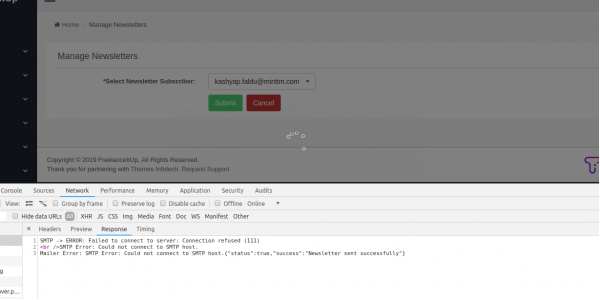 Home / Manage Newsletters
Manage Newsletters
*Select Newsletter Subscriber: kashyap.faldu@minttm.com
Submit Cancel
Copyright © 2019 FreelanceItUp, All Rights Reserved.
Thank you for partnering with Thames Infotech. Request Support
Console Sources Network Performance Memory Application Security Audits
View: Group by frame Preserve log Disable cache Offline Online
Hide data URLs All XHR JS CSS Img Media Font Doc WS Manifest Other
× Headers Preview Response Timing
1 SMTP -> ERROR: Failed to connect to server: Connection refused (111)
2 <br />SMTP Error: Could not connect to SMTP host.
3 Mailer Error: SMTP Error: Could not connect to SMTP host.{"status":true,"success":"Newsletter sent successfully"}